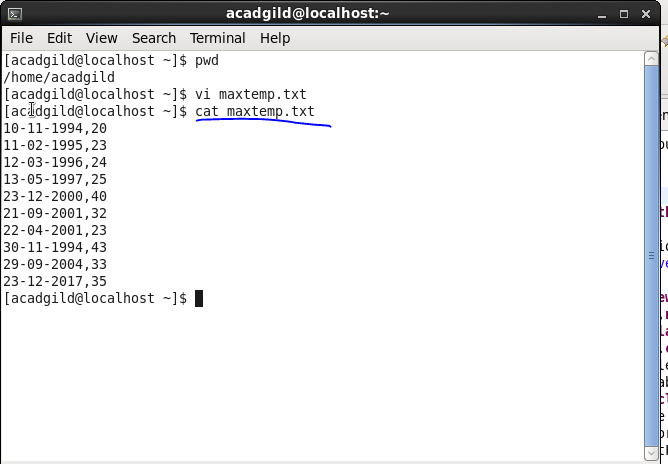 acadgild@localhost:~
File Edit View Search Terminal Help
[acadgild@localhost ~]$ pwd
/home/acadgild
[acadgild@localhost ~]$ vi maxtemp.txt
[acadgild@localhost ~]$ cat maxtemp.txt
10-11-1994,20
11-02-1995,23
12-03-1996,24
13-05-1997,25
23-12-2000,40
21-09-2001,32
22-04-2001,23
30-11-1994,43
29-09-2004,33
23-12-2017,35
[acadgild@localhost ~]$